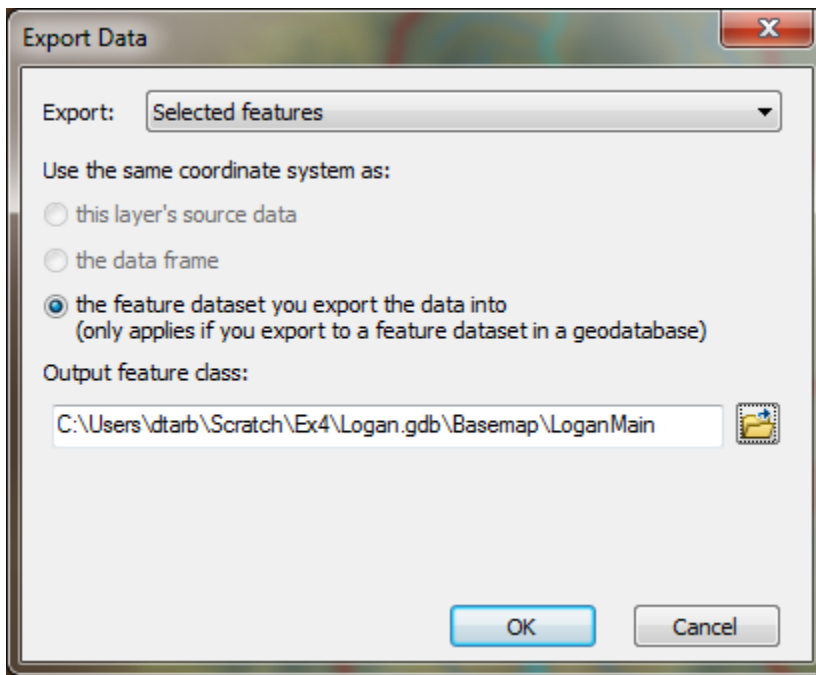 Export Data
Export: Selected features
Use the same coordinate system as:
this layer's source data
the data frame
the feature dataset you export the data into
(only applies if you export to a feature dataset in a geodatabase)
Output feature class:
C:\Users\dtarb\Scratch\Ex4\Logan.gdb\Basemap\LoganMain
OK Cancel